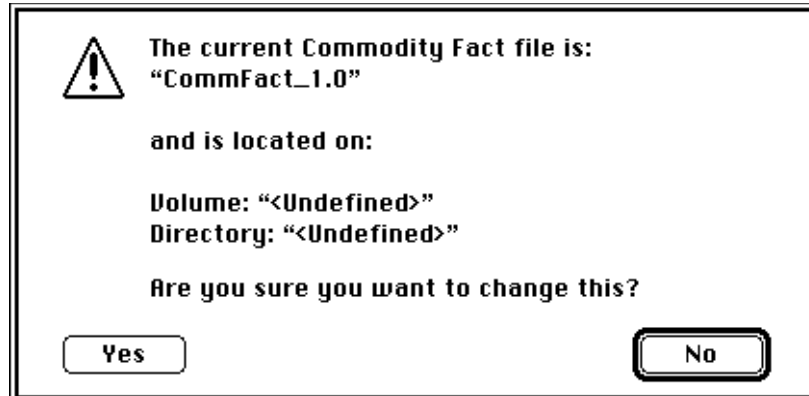 The current Commodity Fact file is:
“CommFact_1.0”
and is located on:
Volume: “<Undefined>”
Directory: “<Undefined>”
Are you sure you want to change this?
Yes
No